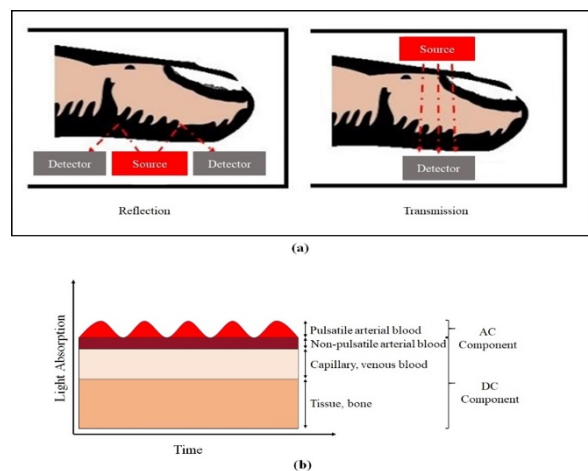 Source
Detector
Source
Detector
Detector
Reflection
Transmission
(a)
Light Absorption
Pulsatile arterial blood
Non-pulsatile arterial blood
Capillary, venous blood
Tissue, bone
AC
Component
DC
Component
Time
(b)